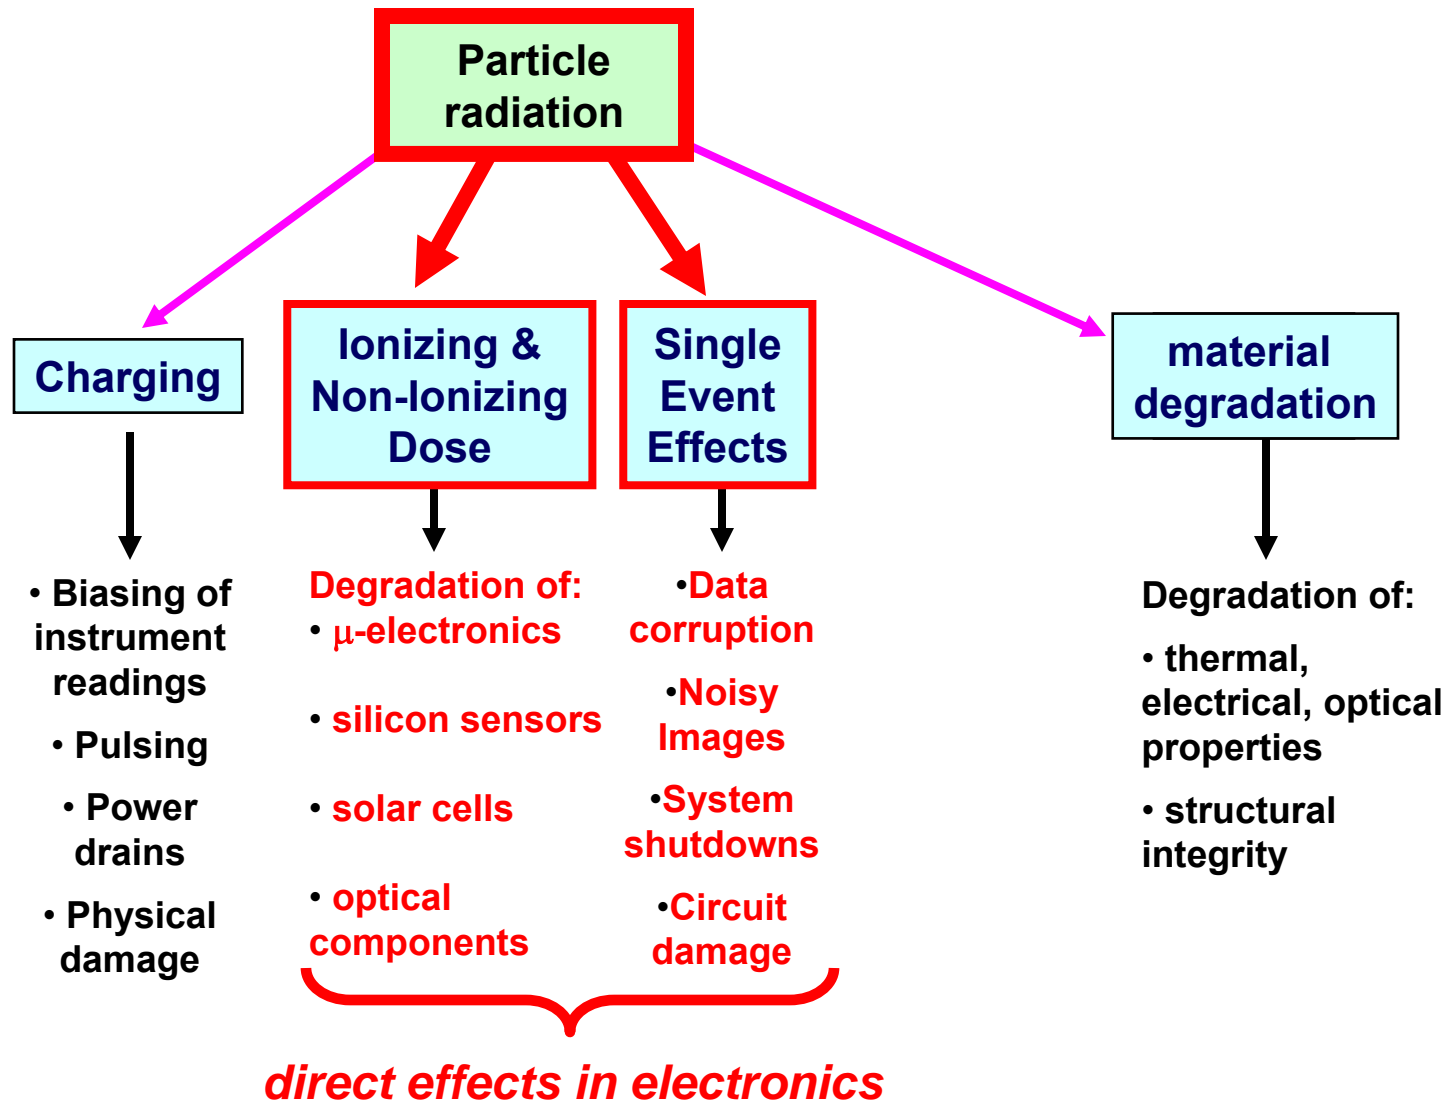 Particle
radiation
Charging
Ionizing &
Non-Ionizing
Dose
Single
Event
Effects
material
degradation
• Biasing of
instrument
readings
• Pulsing
• Power
drains
• Physical
damage
Degradation of:
• μ-electronics
• silicon sensors
• solar cells
• optical
components
•Data
corruption
•Noisy
Images
•System
shutdowns
•Circuit
damage
Degradation of:
• thermal,
electrical, optical
properties
• structural
integrity
direct effects in electronics